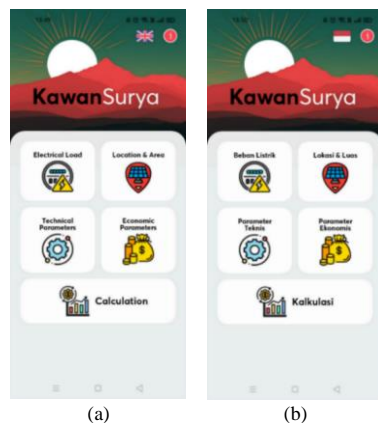 KawanSurya
Electrical Load
Location & Area
Technical
Parameters
Economic
Parameters
Calculation
(a)
KawanSurya
Beban Listrik
Lokasi & Luas
Parameter
Teknis
Parameter
Ekonomis
Kalkulasi
(b)